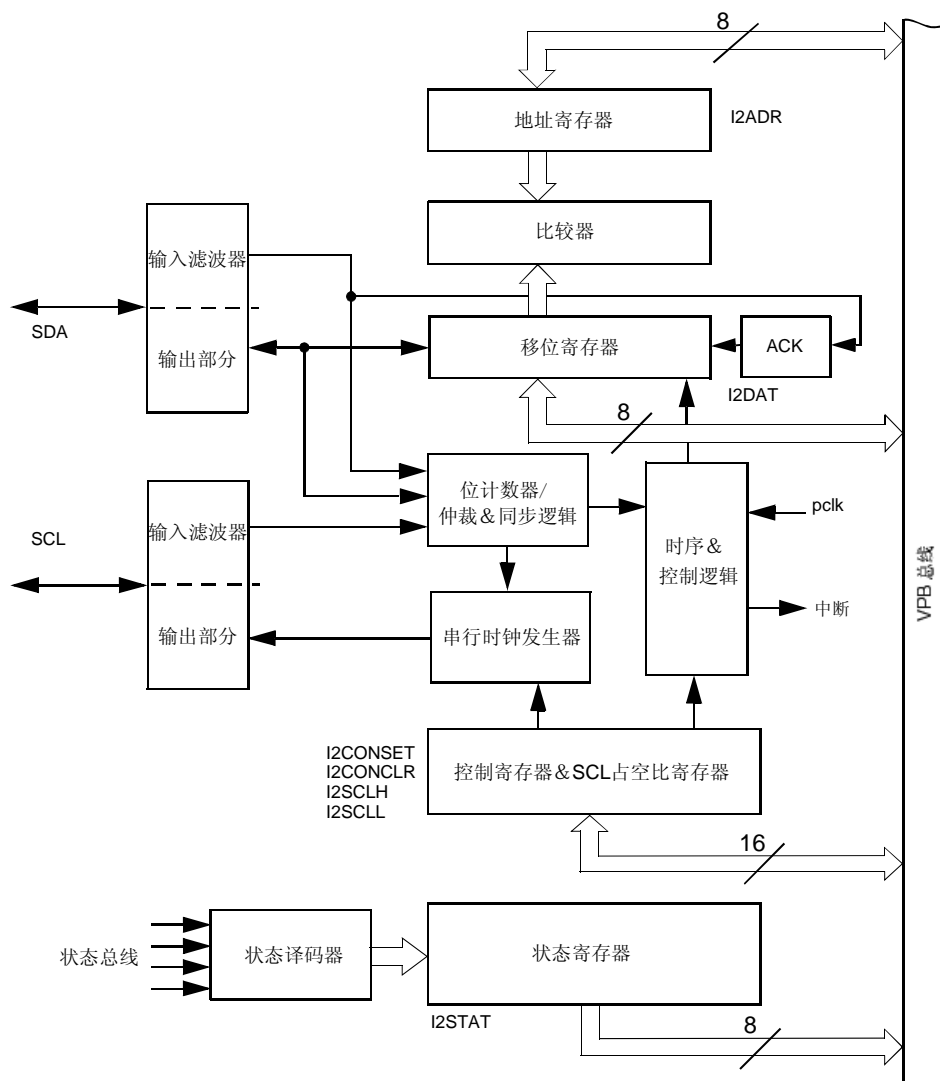 8
地址寄存器
I2ADR
比较器
输入滤波器
SDA
输出部分
移位寄存器
ACK
I2DAT
8
位计数器/
仲裁&同步逻辑
输入滤波器
SCL
输出部分
时序&
控制逻辑
pclk
中断
VPB 总线
串行时钟发生器
I2CONSET
I2CONCLR
I2SCLH
I2SCLL
控制寄存器&SCL占空比寄存器
16
状态总线
状态译码器
状态寄存器
I2STAT
8